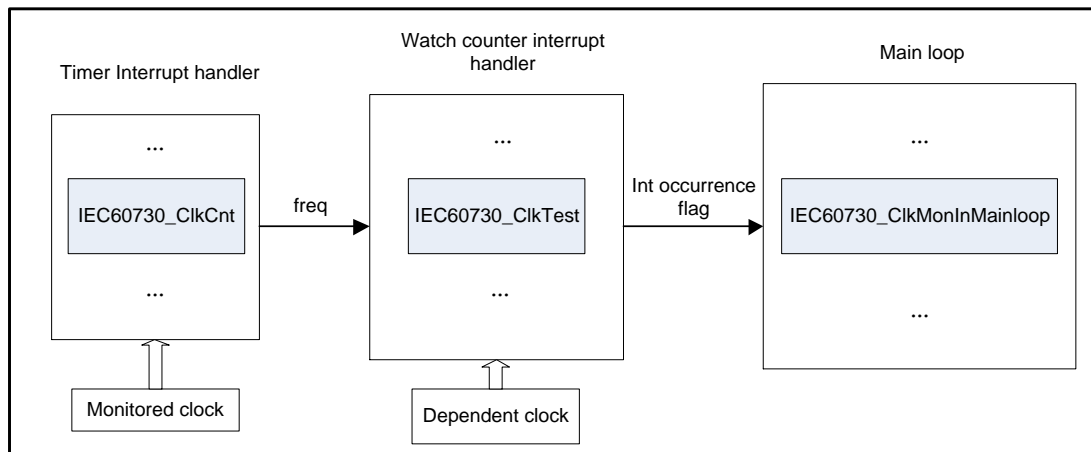 Timer Interrupt handler
...
IEC60730_ClkCnt
...
Monitored clock
freq
Watch counter interrupt
handler
...
IEC60730_ClkTest
...
Dependent clock
Int occurrence
flag
Main loop
...
IEC60730_ClkMonInMainloop
...